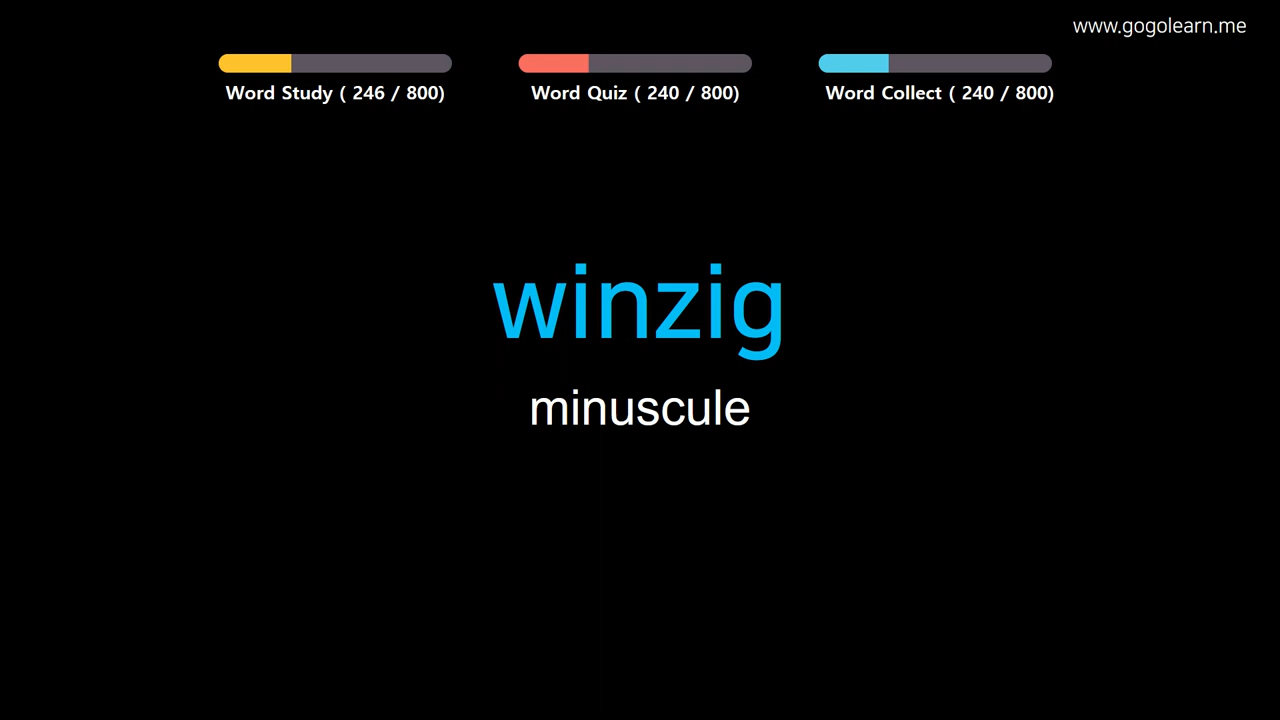 www.gogolearn.me
Word Study ( 246 / 800)
Word Quiz ( 240 / 800)
Word Collect ( 240 / 800)
winzig
minuscule